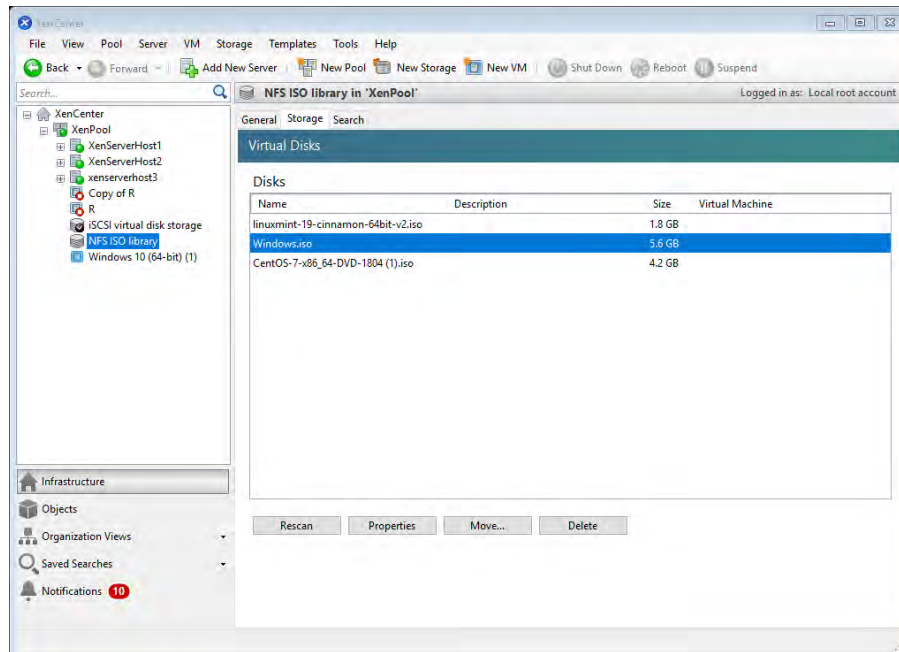 XenCenter
File View Pool Server VM Storage Templates Tools Help
Back Forward Add New Server New Pool New Storage New VM Shut Down Reboot Suspend
Search... NFS ISO library in 'XenPool' Logged in as: Local root account
XenCenter
XenPool
XenServerHost1
XenServerHost2
xenserverhost3
Copy of R
R
iSCSI virtual disk storage
NFS ISO library
Windows 10 (64-bit) (1)
General Storage Search
Virtual Disks
Disks
Name Description Size Virtual Machine
linuxmint-19-cinnamon-64bit-v2.iso 1.8 GB
Windows.iso 5.6 GB
CentOS-7-x86_64-DVD-1804 (1).iso 4.2 GB
Rescan Properties Move... Delete
Infrastructure
Objects
Organization Views
Saved Searches
Notifications 10